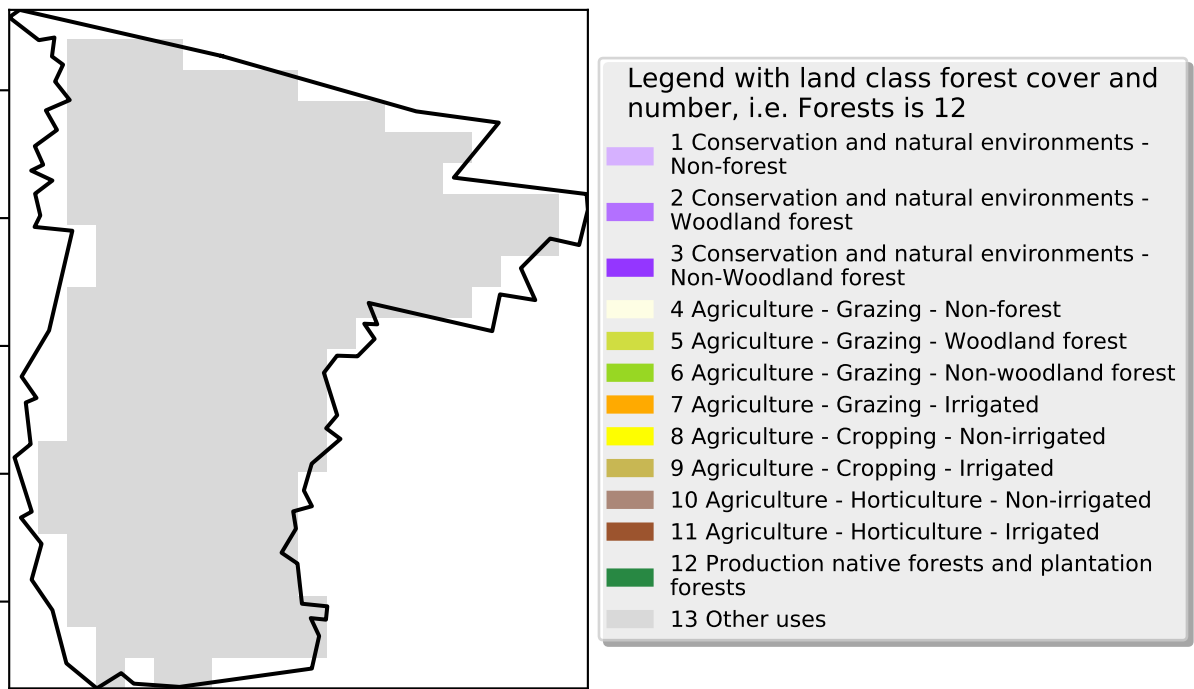 Legend with land class forest cover and
number, i.e. Forests is 12
1 Conservation and natural environments -
Non-forest
2 Conservation and natural environments -
Woodland forest
3 Conservation and natural environments -
Non-Woodland forest
4 Agriculture - Grazing - Non-forest
5 Agriculture - Grazing - Woodland forest
6 Agriculture - Grazing - Non-woodland forest
7 Agriculture - Grazing - Irrigated
8 Agriculture - Cropping - Non-irrigated
9 Agriculture - Cropping - Irrigated
10 Agriculture - Horticulture - Non-irrigated
11 Agriculture - Horticulture - Irrigated
12 Production native forests and plantation
forests
13 Other uses